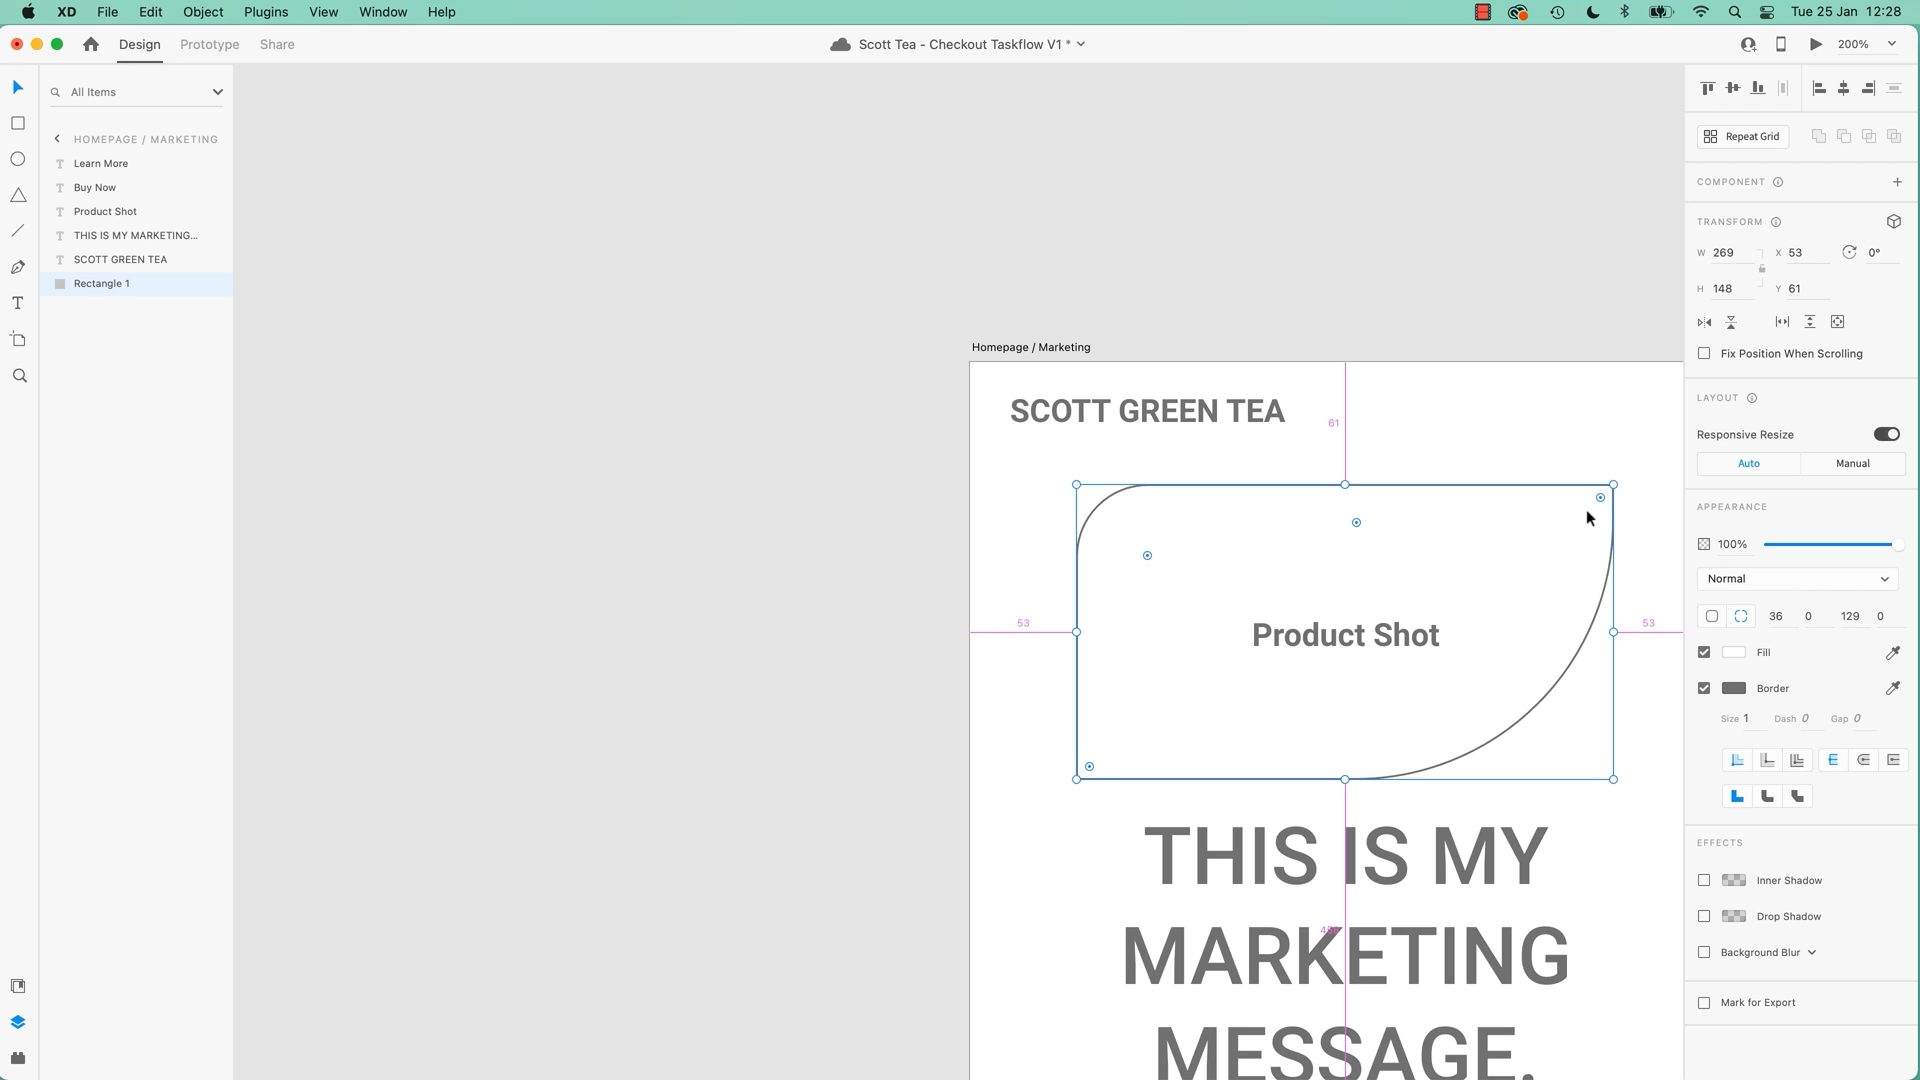 XD File Edit Object Plugins View Window Help Tue 25 Jan 12:28
Design Prototype Share Scott Tea - Checkout Taskflow V1 * 200%
All Items
HOMEPAGE / MARKETING
Learn More
Buy Now
Product Shot
THIS IS MY MARKETING...
SCOTT GREEN TEA
Rectangle 1
Homepage / Marketing
SCOTT GREEN TEA
61
53
53
Product Shot
THIS IS MY
MARKETING
MESSAGE.
Repeat Grid
COMPONENT
TRANSFORM
W 269 X 53 0°
H 148 Y 61
Fix Position When Scrolling
LAYOUT
Responsive Resize
Auto Manual
APPEARANCE
100%
Normal
36 0 129 0
Fill
Border
Size 1 Dash 0 Gap 0
EFFECTS
Inner Shadow
Drop Shadow
Background Blur
Mark for Export